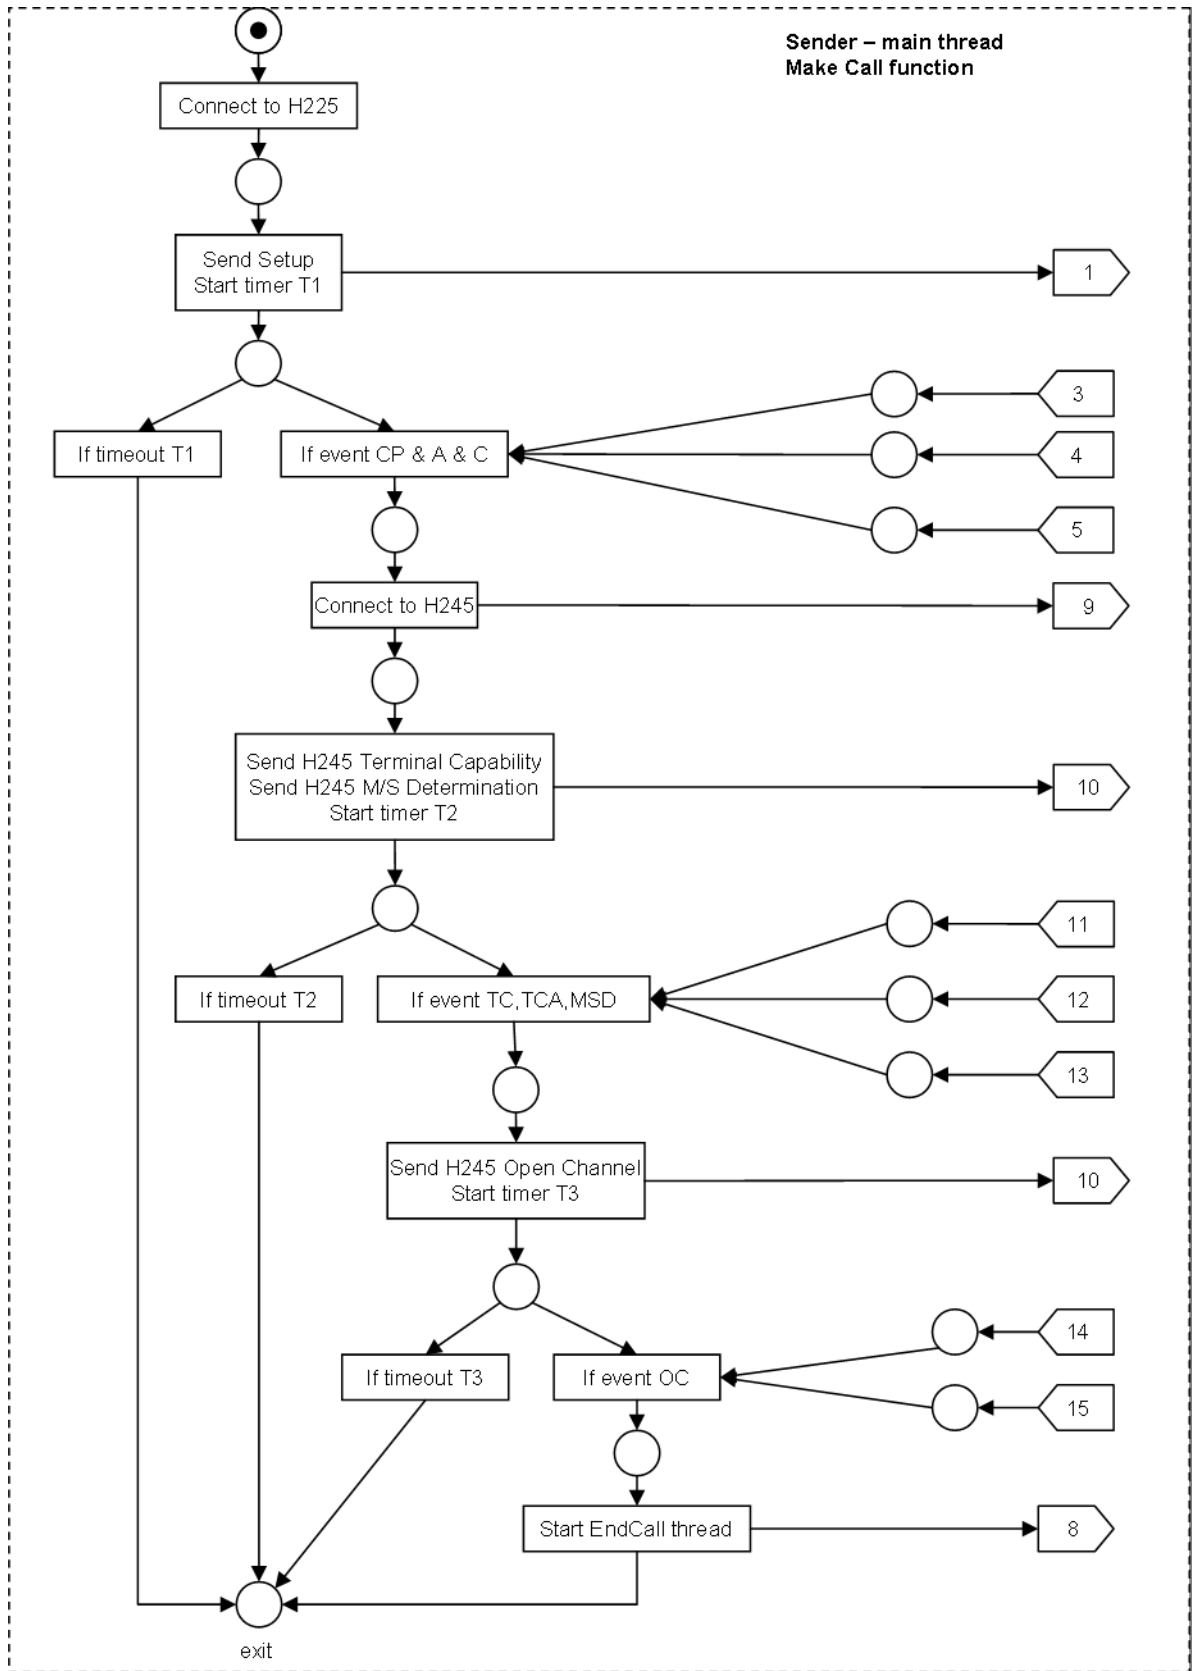 Sender – main thread
Make Call function
Connect to H225
Send Setup
Start timer T1
1
3
If timeout T1
If event CP & A & C
4
5
Connect to H245
9
Send H245 Terminal Capability
Send H245 M/S Determination
Start timer T2
10
11
If timeout T2
If event TC,TCA,MSD
12
13
Send H245 Open Channel
Start timer T3
10
14
If timeout T3
If event OC
15
Start EndCall thread
8
exit